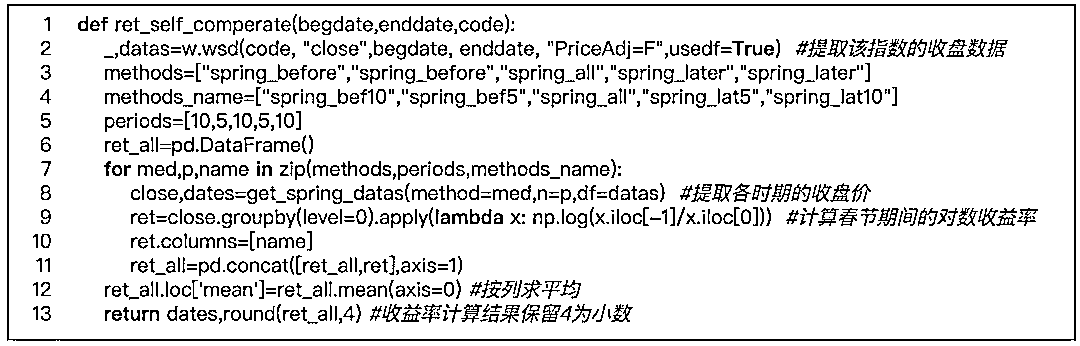 1 def ret_self_comperate(begdate,enddate,code):
2 _,datas=w.wsd(code, "close",begdate, enddate, "PriceAdj=F",usedf=True) #提取该指数的收盘数据
3 methods=["spring_before","spring_before","spring_all","spring_later","spring_later"]
4 methods_name=["spring_bef10","spring_bef5","spring_all","spring_lat5","spring_lat10"]
5 periods=[10,5,10,5,10]
6 ret_all=pd.DataFrame()
7 for med,p,name in zip(methods,periods,methods_name):
8 close,dates=get_spring_datas(method=med,n=p,df=datas) #提取各时期的收盘价
9 ret=close.groupby(level=0).apply(lambda x: np.log(x.iloc[-1]/x.iloc[0])) #计算春节期间的对数收益率
10 ret.columns=[name]
11 ret_all=pd.concat([ret_all,ret],axis=1)
12 ret_all.loc['mean']=ret_all.mean(axis=0) #按列求平均
13 return dates,round(ret_all,4) #收益率计算结果保留4为小数